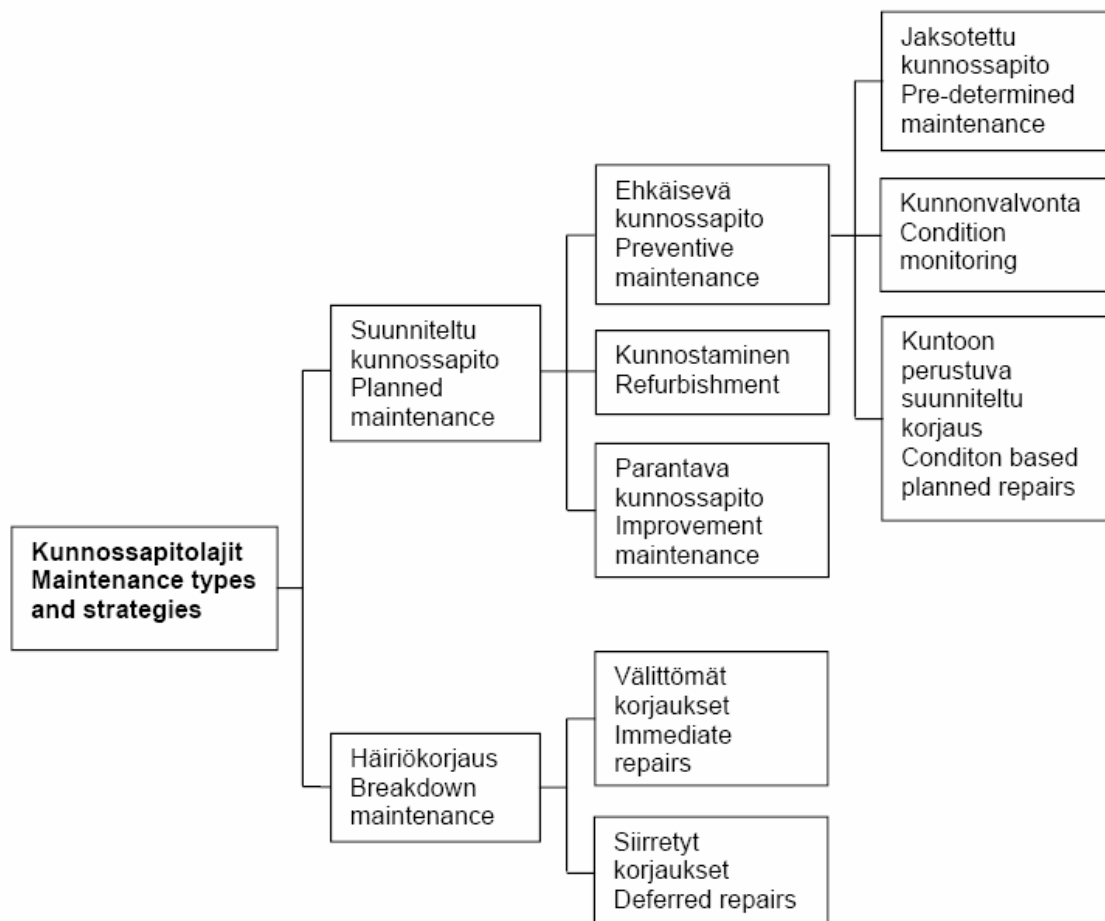 Kunnossapitolajit
Maintenance types
and strategies
Suunniteltu
kunnossapito
Planned
maintenance
Ehkäisevä
kunnossapito
Preventive
maintenance
Jaksotettu
kunnossapito
Pre-determined
maintenance
Kunnonvalvonta
Condition
monitoring
Kuntoon
perustuva
suunniteltu
korjaus
Conditon based
planned repairs
Kunnostaminen
Refurbishment
Parantava
kunnossapito
Improvement
maintenance
Häiriökorjaus
Breakdown
maintenance
Välittömät
korjaukset
Immediate
repairs
Siirretyt
korjaukset
Deferred repairs